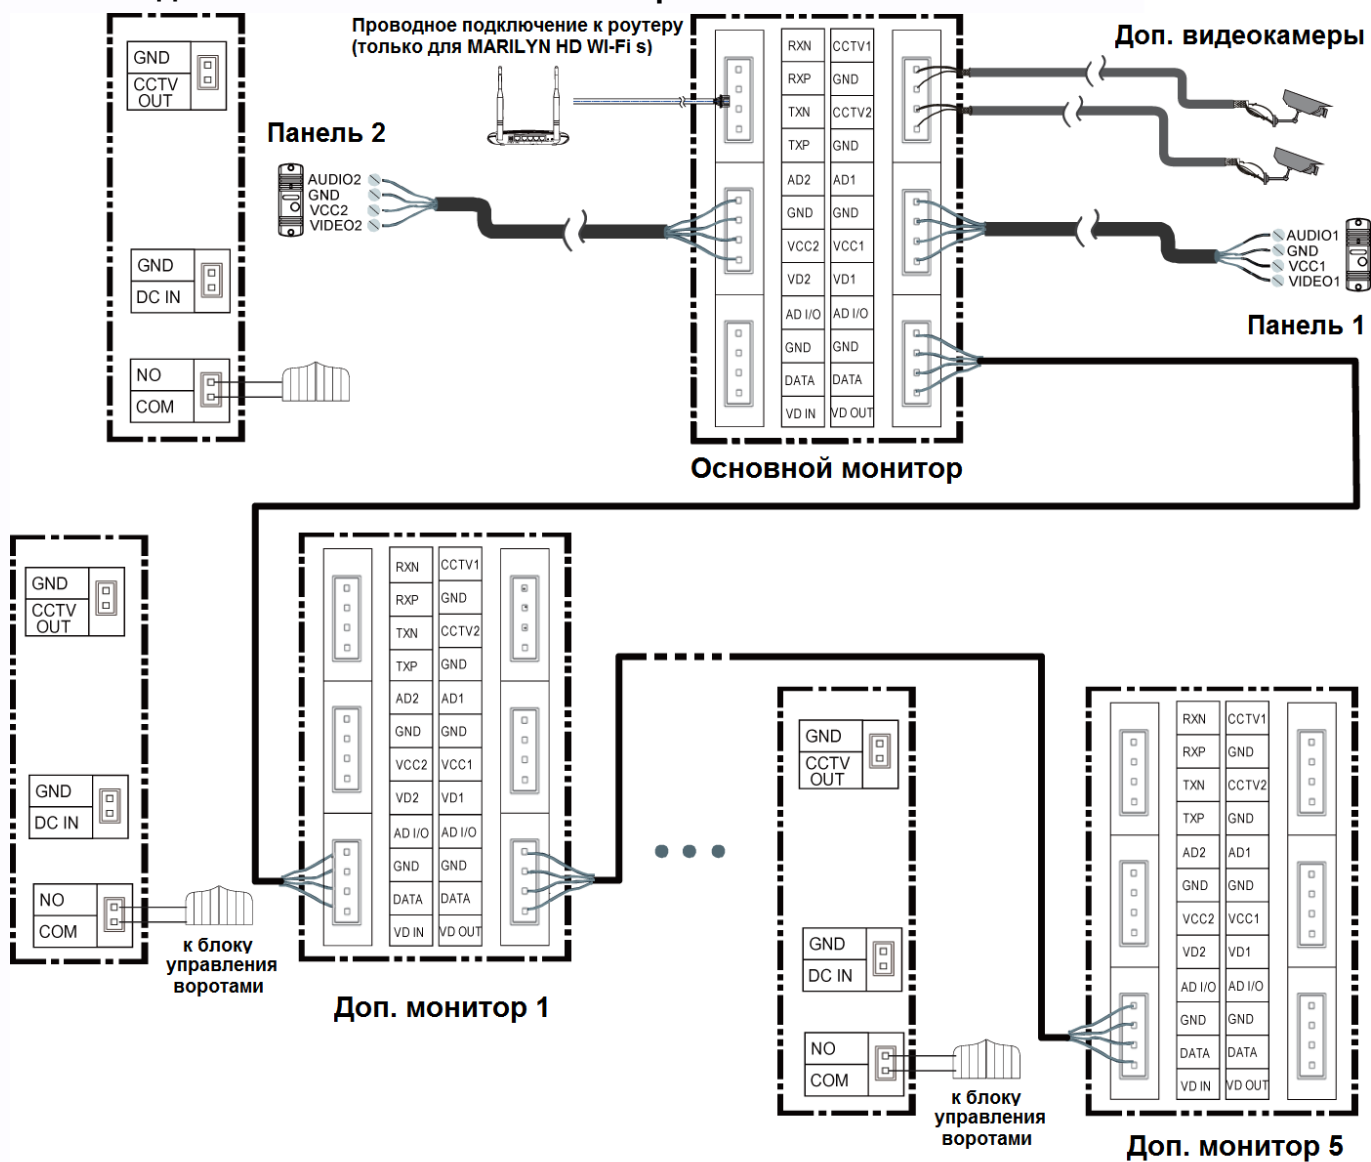 Проводное подключение к роутеру
(только для MARILYN HD WI-Fi s)
Доп. видеокамеры
GND
CCTV
OUT
GND
DC IN
NO
COM
Панель 2
AUDIO2
GND
VCC2
VIDEO2
RXN CCTV1
RXP GND
TXN CCTV2
TXP GND
AD2 AD1
GND GND
VCC2 VCC1
VD2 VD1
AD I/O AD I/O
GND GND
DATA DATA
VD IN VD OUT
Основной монитор
AUDIO1
GND
VCC1
VIDEO1
Панель 1
GND
CCTV
OUT
GND
DC IN
NO
COM
к блоку
управления
воротами
RXN CCTV1
RXP GND
TXN CCTV2
TXP GND
AD2 AD1
GND GND
VCC2 VCC1
VD2 VD1
AD I/O AD I/O
GND GND
DATA DATA
VD IN VD OUT
Доп. монитор 1
GND
CCTV
OUT
GND
DC IN
NO
COM
к блоку
управления
воротами
RXN CCTV1
RXP GND
TXN CCTV2
TXP GND
AD2 AD1
GND GND
VCC2 VCC1
VD2 VD1
AD I/O AD I/O
GND GND
DATA DATA
VD IN VD OUT
Доп. монитор 5